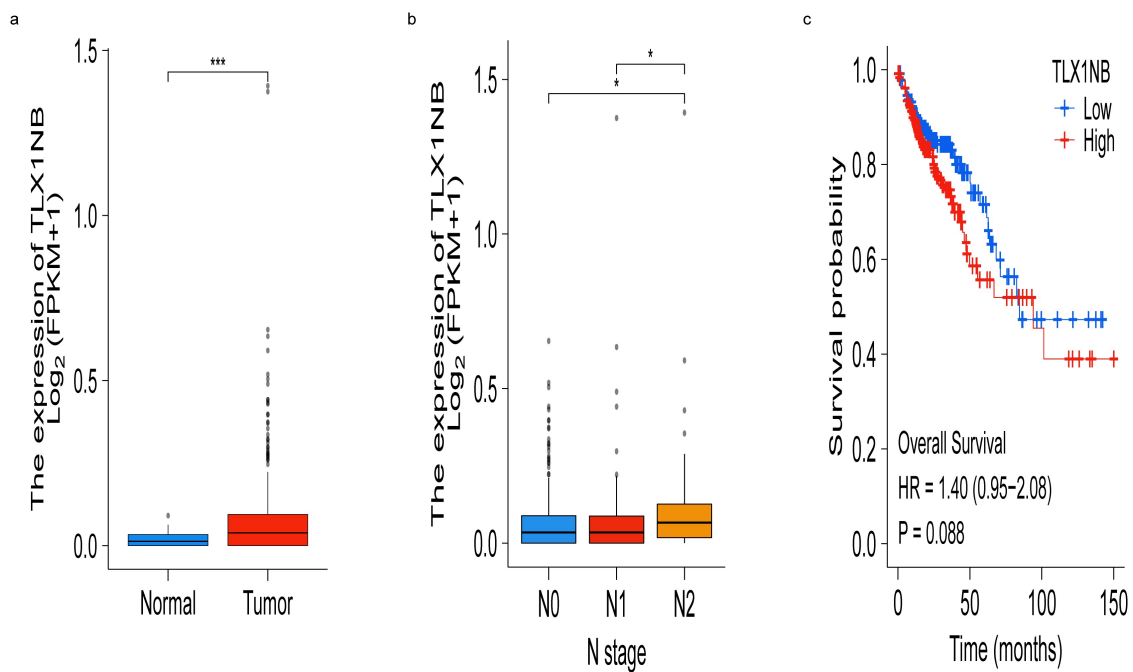 a
The expression of TLX1NB
Log₂ (FPKM+1)
1.5
1.0
0.5
0.0
***
Normal Tumor
b
The expression of TLX1NB
Log₂ (FPKM+1)
1.5
1.0
0.5
0.0
*
*
N0 N1 N2
N stage
c
Survival probability
1.0
0.8
0.6
0.4
0.2
0.0
TLX1NB
Low
High
Overall Survival
HR = 1.40 (0.95−2.08)
P = 0.088
0 50 100 150
Time (months)